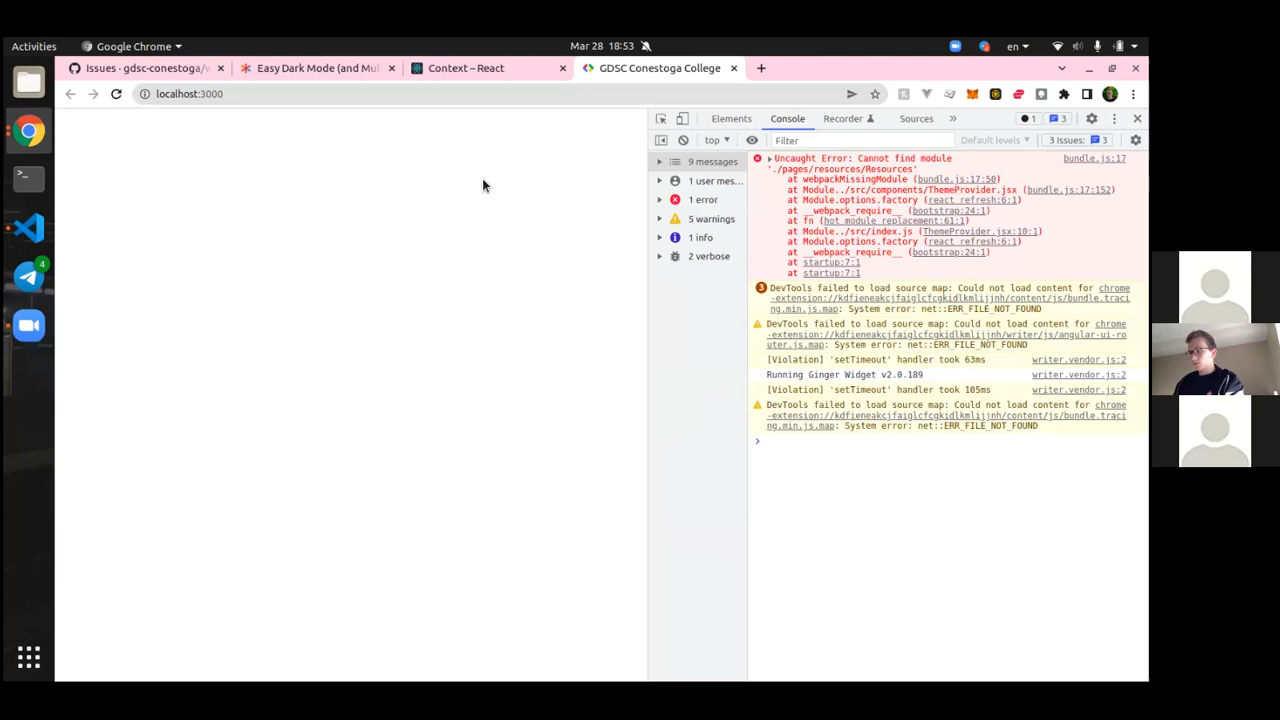 Activities
Google Chrome
Mar 28 18:53
en
Issues · gdsc-conestoga/w
Easy Dark Mode (and Mul
Context – React
GDSC Conestoga College
localhost:3000
Elements
Console
Recorder
Sources
1
3
top
Filter
Default levels
3 Issues:
3
9 messages
1 user mes...
1 error
5 warnings
1 info
2 verbose
Uncaught Error: Cannot find module bundle.js:17
'./pages/resources/Resources'
at webpackMissingModule (bundle.js:17:50)
at Module../src/components/ThemeProvider.jsx (bundle.js:17:152)
at Module.options.factory (react refresh:6:1)
at __webpack_require__ (bootstrap:24:1)
at fn (hot module replacement:61:1)
at Module../src/index.js (ThemeProvider.jsx:10:1)
at Module.options.factory (react refresh:6:1)
at __webpack_require__ (bootstrap:24:1)
at startup:7:1
at startup:7:1
3 DevTools failed to load source map: Could not load content for chrome
-extension://kdfieneakcjfaiglcfcgkidlkmlijjnh/content/js/bundle.traci
ng.min.js.map: System error: net::ERR_FILE_NOT_FOUND
DevTools failed to load source map: Could not load content for chrome
-extension://kdfieneakcjfaiglcfcgkidlkmlijjnh/writer/js/angular-ui-ro
uter.js.map: System error: net::ERR_FILE_NOT_FOUND
[Violation] 'setTimeout' handler took 63ms writer.vendor.js:2
Running Ginger Widget v2.0.189 writer.vendor.js:2
[Violation] 'setTimeout' handler took 105ms writer.vendor.js:2
DevTools failed to load source map: Could not load content for chrome
-extension://kdfieneakcjfaiglcfcgkidlkmlijjnh/content/js/bundle.traci
ng.min.js.map: System error: net::ERR_FILE_NOT_FOUND
4